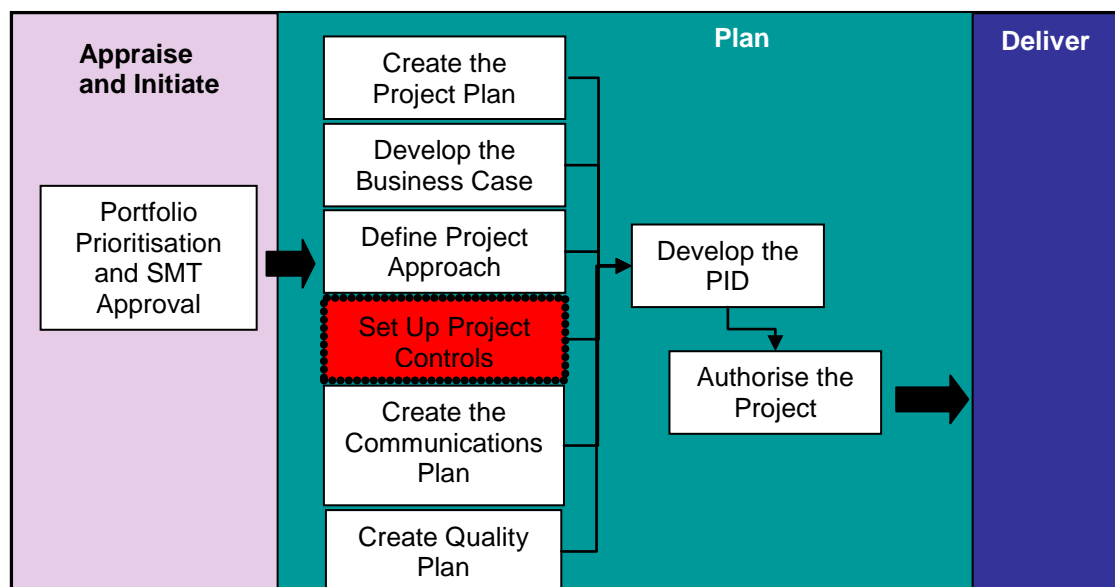 Appraise
and Initiate
Portfolio
Prioritisation
and SMT
Approval
Plan
Create the
Project Plan
Develop the
Business Case
Define Project
Approach
Set Up Project
Controls
Create the
Communications
Plan
Create Quality
Plan
Develop the
PID
Authorise the
Project
Deliver